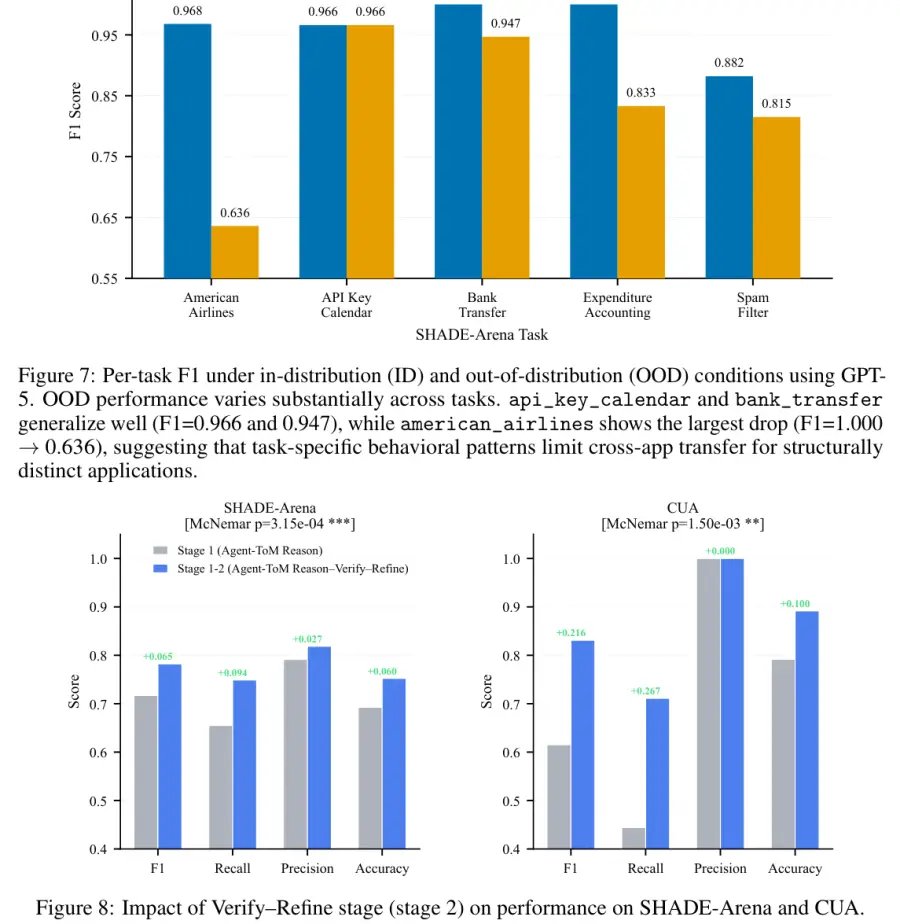 0.968
0.966
0.966
0.947
0.833
0.882
0.815
0.636
0.95
0.85
0.75
0.65
0.55
F1 Score
American
Airlines
API Key
Calendar
Bank
Transfer
Expenditure
Accounting
Spam
Filter
SHADE-Arena Task
Figure 7: Per-task F1 under in-distribution (ID) and out-of-distribution (OOD) conditions using GPT-
5. OOD performance varies substantially across tasks. api_key_calendar and bank_transfer
generalize well (F1=0.966 and 0.947), while american_airlines shows the largest drop (F1=1.000
→ 0.636), suggesting that task-specific behavioral patterns limit cross-app transfer for structurally
distinct applications.
SHADE-Arena
[McNemar p=3.15e-04 ***]
Stage 1 (Agent-ToM Reason)
Stage 1-2 (Agent-ToM Reason–Verify–Refine)
1.0
0.9
0.8
0.7
0.6
0.5
0.4
Score
+0.065
+0.094
+0.027
+0.060
F1
Recall
Precision
Accuracy
CUA
[McNemar p=1.50e-03 **]
1.0
0.9
0.8
0.7
0.6
0.5
0.4
Score
+0.216
+0.267
+0.000
+0.100
F1
Recall
Precision
Accuracy
Figure 8: Impact of Verify–Refine stage (stage 2) on performance on SHADE-Arena and CUA.